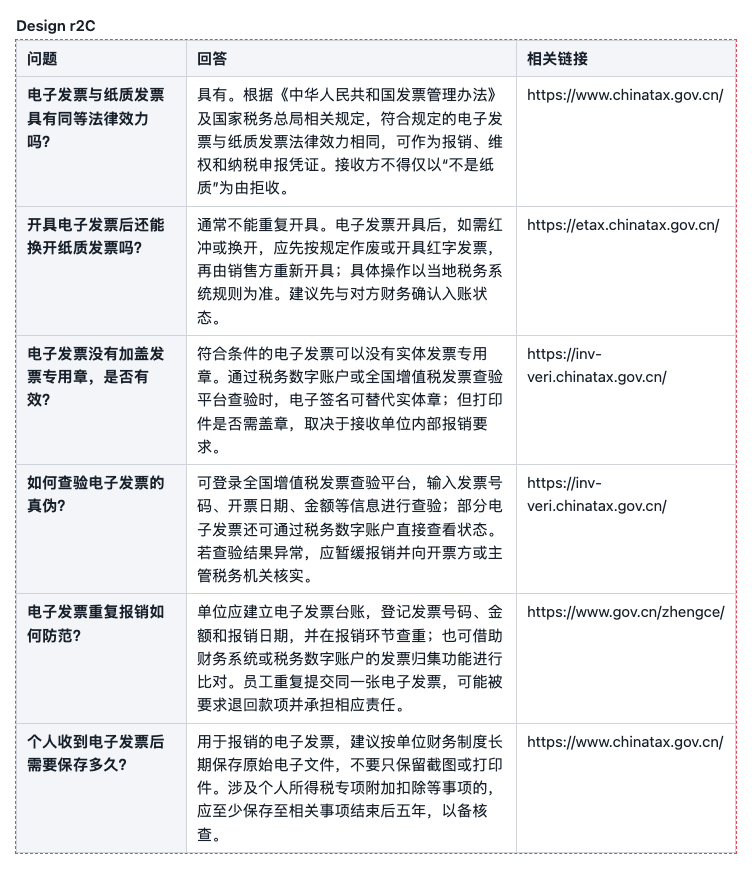 Design r2C
问题 回答 相关链接
电子发票与纸质发票
具有同等法律效力
吗?
具有。根据《中华人民共和国发票管理办法》
及国家税务总局相关规定，符合规定的电子发
票与纸质发票法律效力相同，可作为报销、维
权和纳税申报凭证。接收方不得仅以“不是纸
质”为由拒收。
https://www.chinatax.gov.cn/
开具电子发票后还能
换开纸质发票吗?
通常不能重复开具。电子发票开具后，如需红
冲或换开，应先按规定作废或开具红字发票，
再由销售方重新开具；具体操作以当地税务系
统规则为准。建议先与对方财务确认入账状
态。
https://etax.chinatax.gov.cn/
电子发票没有加盖发
票专用章，是否有
效?
符合条件的电子发票可以没有实体发票专用
章。通过税务数字账户或全国增值税发票查验
平台查验时，电子签名可替代实体章；但打印
件是否需盖章，取决于接收单位内部报销要
求。
https://inv-
veri.chinatax.gov.cn/
如何查验电子发票的
真伪?
可登录全国增值税发票查验平台，输入发票号
码、开票日期、金额等信息进行查验；部分电
子发票还可通过税务数字账户直接查看状态。
若查验结果异常，应暂缓报销并向开票方或主
管税务机关核实。
https://inv-
veri.chinatax.gov.cn/
电子发票重复报销如
何防范?
单位应建立电子发票台账，登记发票号码、金
额和报销日期，并在报销环节查重；也可借助
财务系统或税务数字账户的发票归集功能进行
比对。员工重复提交同一张电子发票，可能被
要求退回款项并承担相应责任。
https://www.gov.cn/zhengce/
个人收到电子发票后
需要保存多久?
用于报销的电子发票，建议按单位财务制度长
期保存原始电子文件，不要只保留截图或打印
件。涉及个人所得税专项附加扣除等事项的，
应至少保存至相关事项结束后五年，以备核
查。
https://www.chinatax.gov.cn/